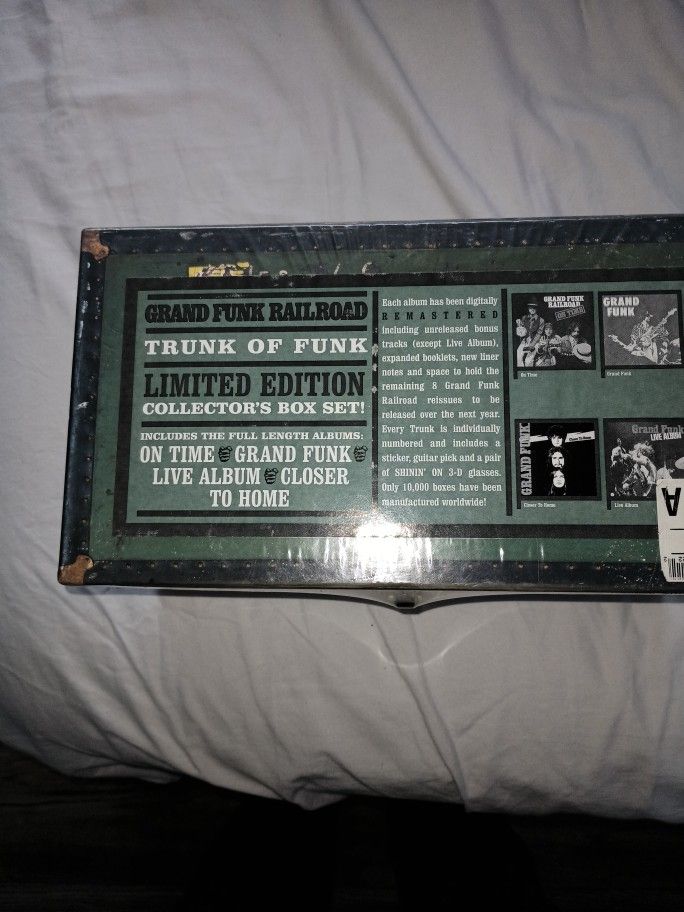 GRAND FUNK RAILROAD
TRUNK OF FUNK
LIMITED EDITION
COLLECTOR'S BOX SET!
INCLUDES THE FULL LENGTH ALBUMS:
ON TIME GRAND FUNK
LIVE ALBUM CLOSER
TO HOME
Each album has been digitally
REMASTERED
including unreleased bonus
tracks (except Live Album),
expanded booklets, new liner
notes and space to hold the
remaining 8 Grand Funk
Railroad reissues to be
released over the next year.
Every Trunk is individually
numbered and includes a
sticker, guitar pick and a pair
of SHININ' ON 3-D glasses.
Only 10,000 boxes have been
manufactured worldwide!
GRAND FUNK
RAILROAD
ON TIME
On Time
GRAND
FUNK
Grand Funk
GRAND FUNK
Closer To Home
Closer To Home
Grand Funk
LIVE ALBUM
Live Album
A